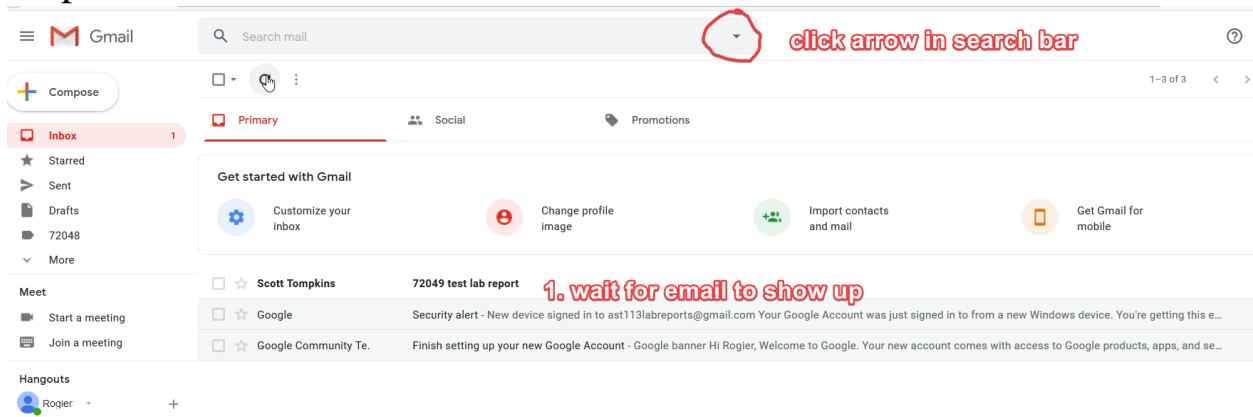 Gmail
Search mail
click arrow in search bar
Compose
1–3 of 3
Primary
Social
Promotions
Inbox 1
Starred
Sent
Drafts
72048
More
Get started with Gmail
Customize your
inbox
Change profile
image
Import contacts
and mail
Get Gmail for
mobile
Scott Tompkins 72049 test lab report
1. wait for email to show up
Google Security alert - New device signed in to ast113labreports@gmail.com Your Google Account was just signed in to from a new Windows device. You're getting this e...
Google Community Te. Finish setting up your new Google Account - Google banner Hi Rogier, Welcome to Google. Your new account comes with access to Google products, apps, and se...
Meet
Start a meeting
Join a meeting
Hangouts
Rogier